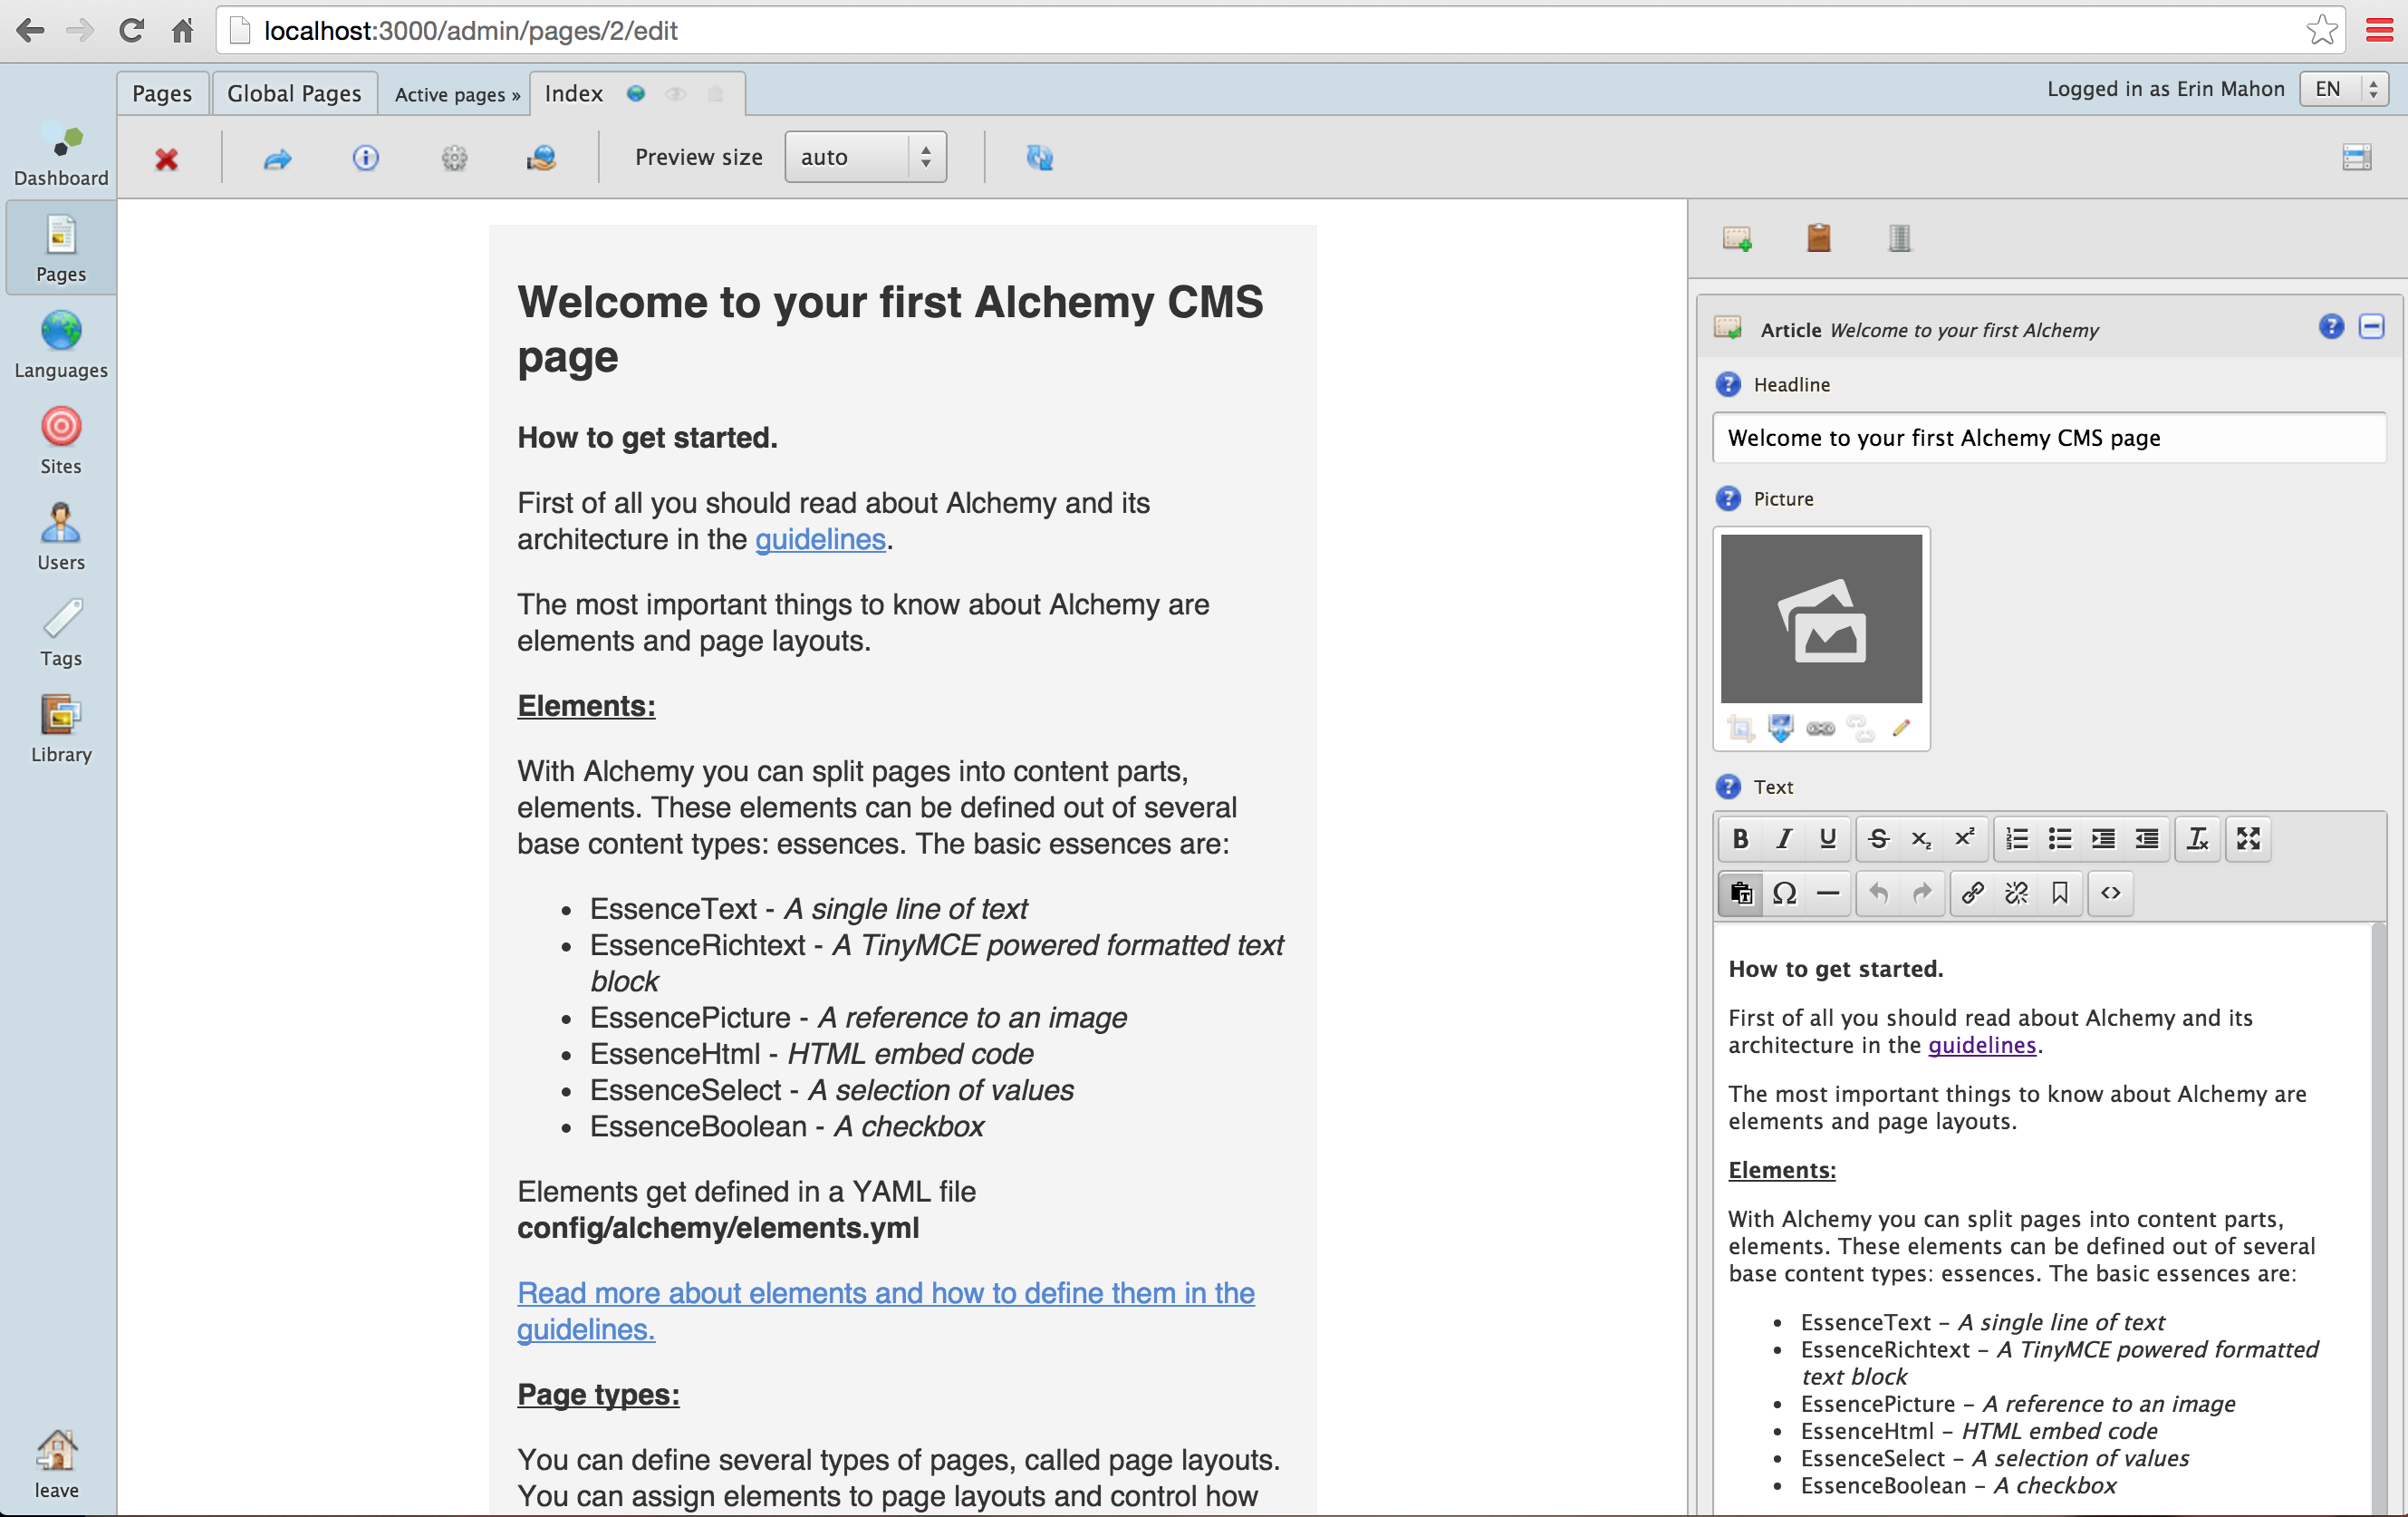 localhost:3000/admin/pages/2/edit
Pages
Global Pages
Active pages »
Index
Logged in as Erin Mahon
EN
Dashboard
Pages
Languages
Sites
Users
Tags
Library
leave
Preview size
auto
Welcome to your first Alchemy CMS
page
How to get started.
First of all you should read about Alchemy and its
architecture in the guidelines.
The most important things to know about Alchemy are
elements and page layouts.
Elements:
With Alchemy you can split pages into content parts,
elements. These elements can be defined out of several
base content types: essences. The basic essences are:
• EssenceText - A single line of text
• EssenceRichtext - A TinyMCE powered formatted text
block
• EssencePicture - A reference to an image
• EssenceHtml - HTML embed code
• EssenceSelect - A selection of values
• EssenceBoolean - A checkbox
Elements get defined in a YAML file
config/alchemy/elements.yml
Read more about elements and how to define them in the
guidelines.
Page types:
You can define several types of pages, called page layouts.
You can assign elements to page layouts and control how
Article Welcome to your first Alchemy
Headline
Welcome to your first Alchemy CMS page
Picture
Text
How to get started.
First of all you should read about Alchemy and its
architecture in the guidelines.
The most important things to know about Alchemy are
elements and page layouts.
Elements:
With Alchemy you can split pages into content parts,
elements. These elements can be defined out of several
base content types: essences. The basic essences are:
• EssenceText – A single line of text
• EssenceRichtext – A TinyMCE powered formatted
text block
• EssencePicture – A reference to an image
• EssenceHtml – HTML embed code
• EssenceSelect – A selection of values
• EssenceBoolean – A checkbox